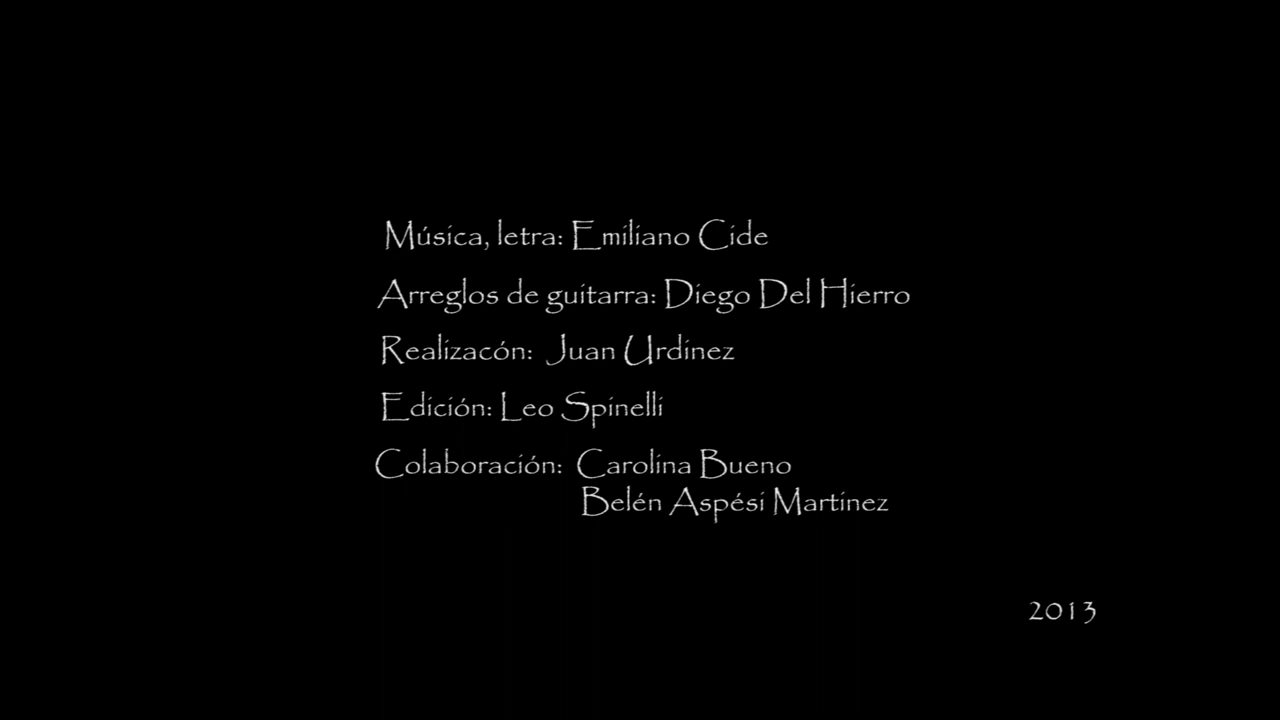 Música, letra: Emiliano Cide
Arreglos de guitarra: Diego Del Hierro
Realizacón: Juan Urdinez
Edición: Leo Spinelli
Colaboración: Carolina Bueno
Belén Aspési Martinez
2013